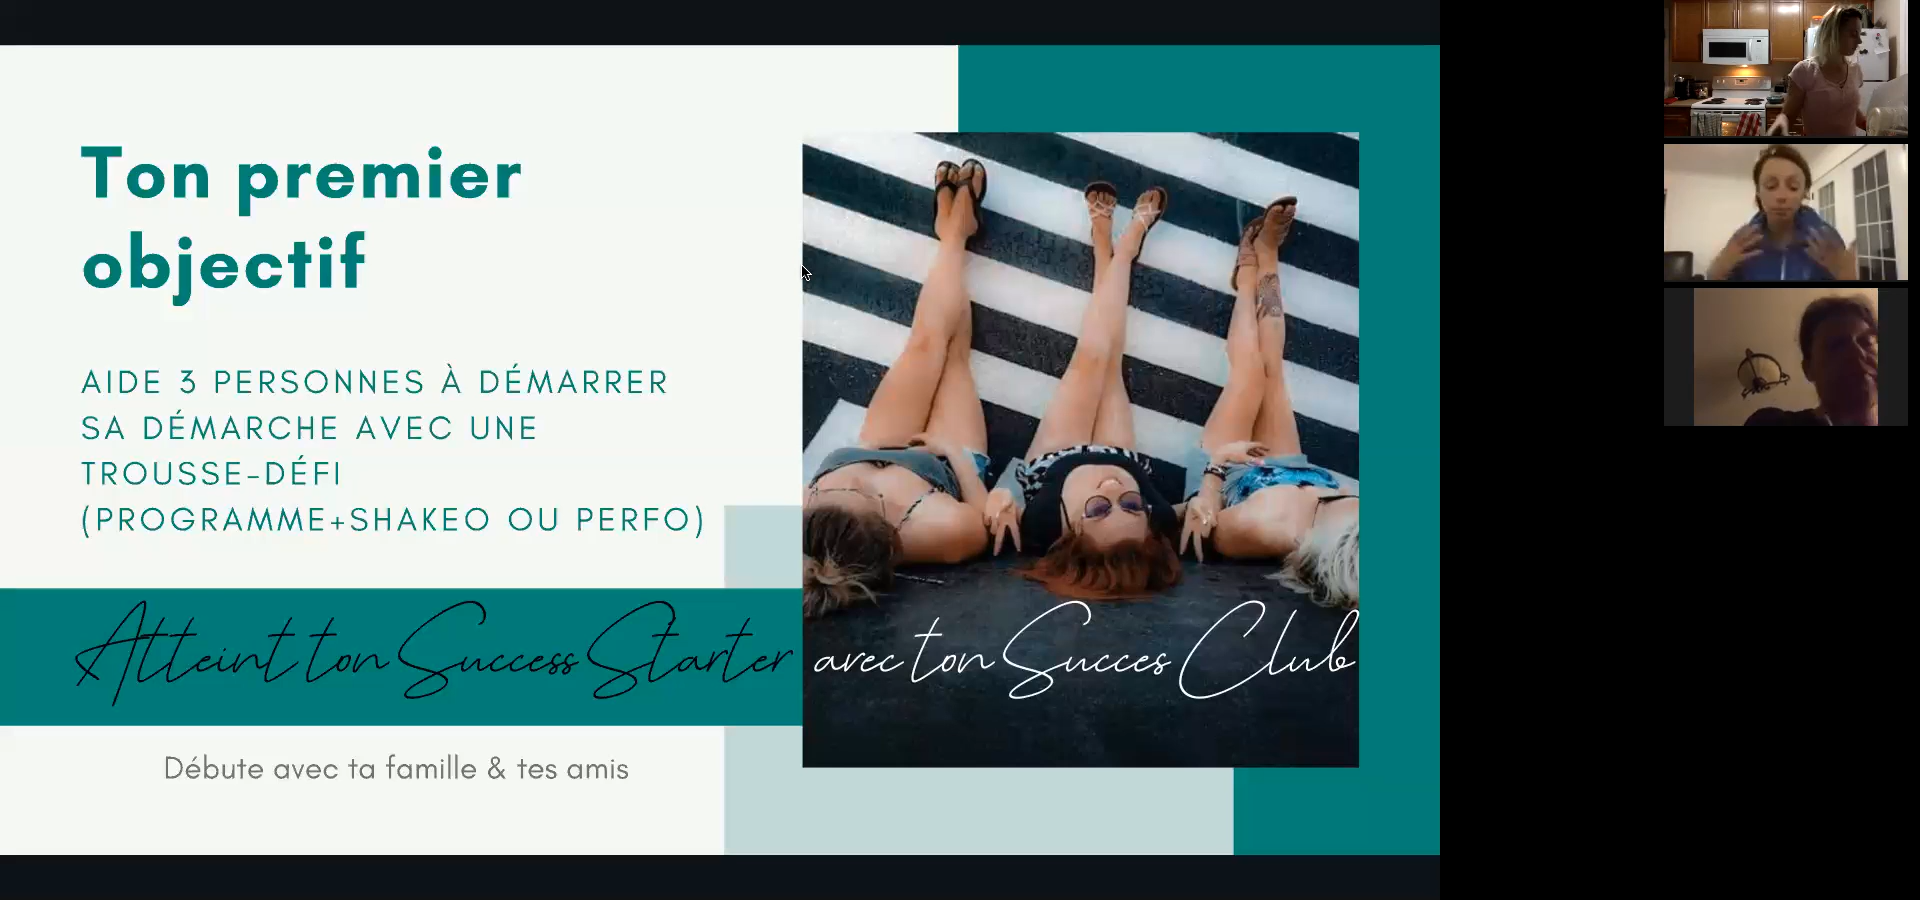 Ton premier
objectif
AIDE 3 PERSONNES À DÉMARRER
SA DÉMARCHE AVEC UNE
TROUSSE-DÉFI
(PROGRAMME+SHAKEO OU PERFO)
Atteint ton Success Starter avec ton Succes Club
Débute avec ta famille & tes amis